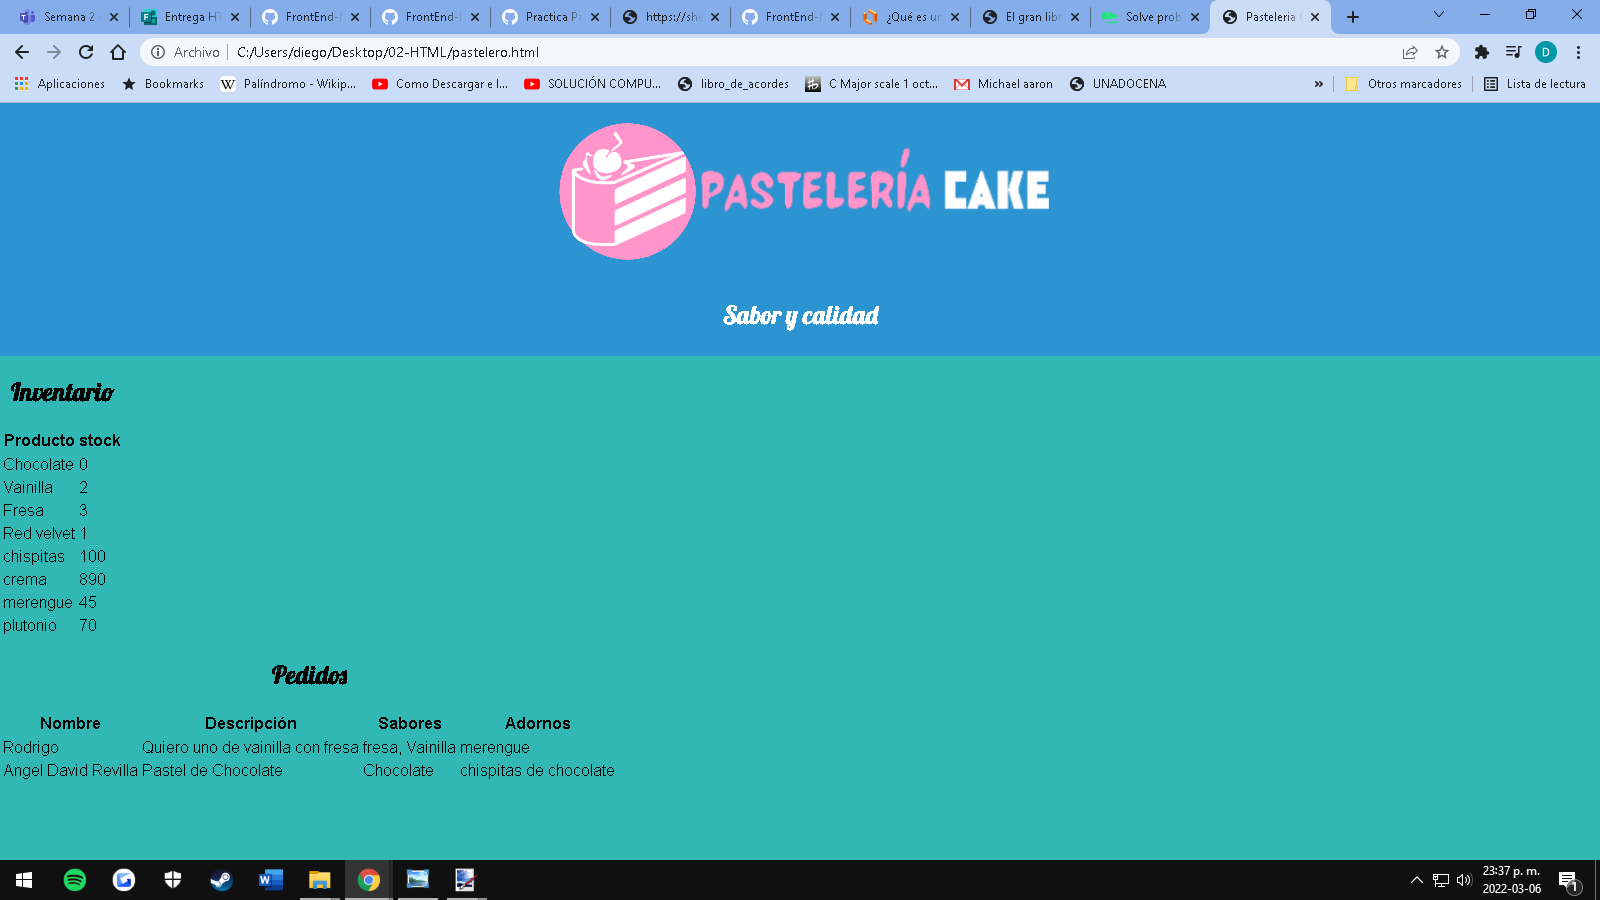 Semana 2
Entrega HT
FrontEnd-
FrontEnd-
Practica Pa
https://she
FrontEnd-
¿Qué es un
El gran libr
Solve prob
Pasteleria
Archivo
C:/Users/diego/Desktop/02-HTML/pastelero.html
D
Aplicaciones
Bookmarks
Palíndromo - Wikip...
Como Descargar e I...
SOLUCIÓN COMPU...
libro_de_acordes
C Major scale 1 oct...
Michael aaron
UNADOCENA
»
Otros marcadores
Lista de lectura
PASTELERÍA CAKE
Sabor y calidad
Inventario
Producto stock
Chocolate 0
Vainilla 2
Fresa 3
Red velvet 1
chispitas 100
crema 890
merengue 45
plutonio 70
Pedidos
Nombre Descripción Sabores Adornos
Rodrigo Quiero uno de vainilla con fresa fresa, Vainilla merengue
Angel David Revilla Pastel de Chocolate Chocolate chispitas de chocolate
23:37 p. m.
2022-03-06
1